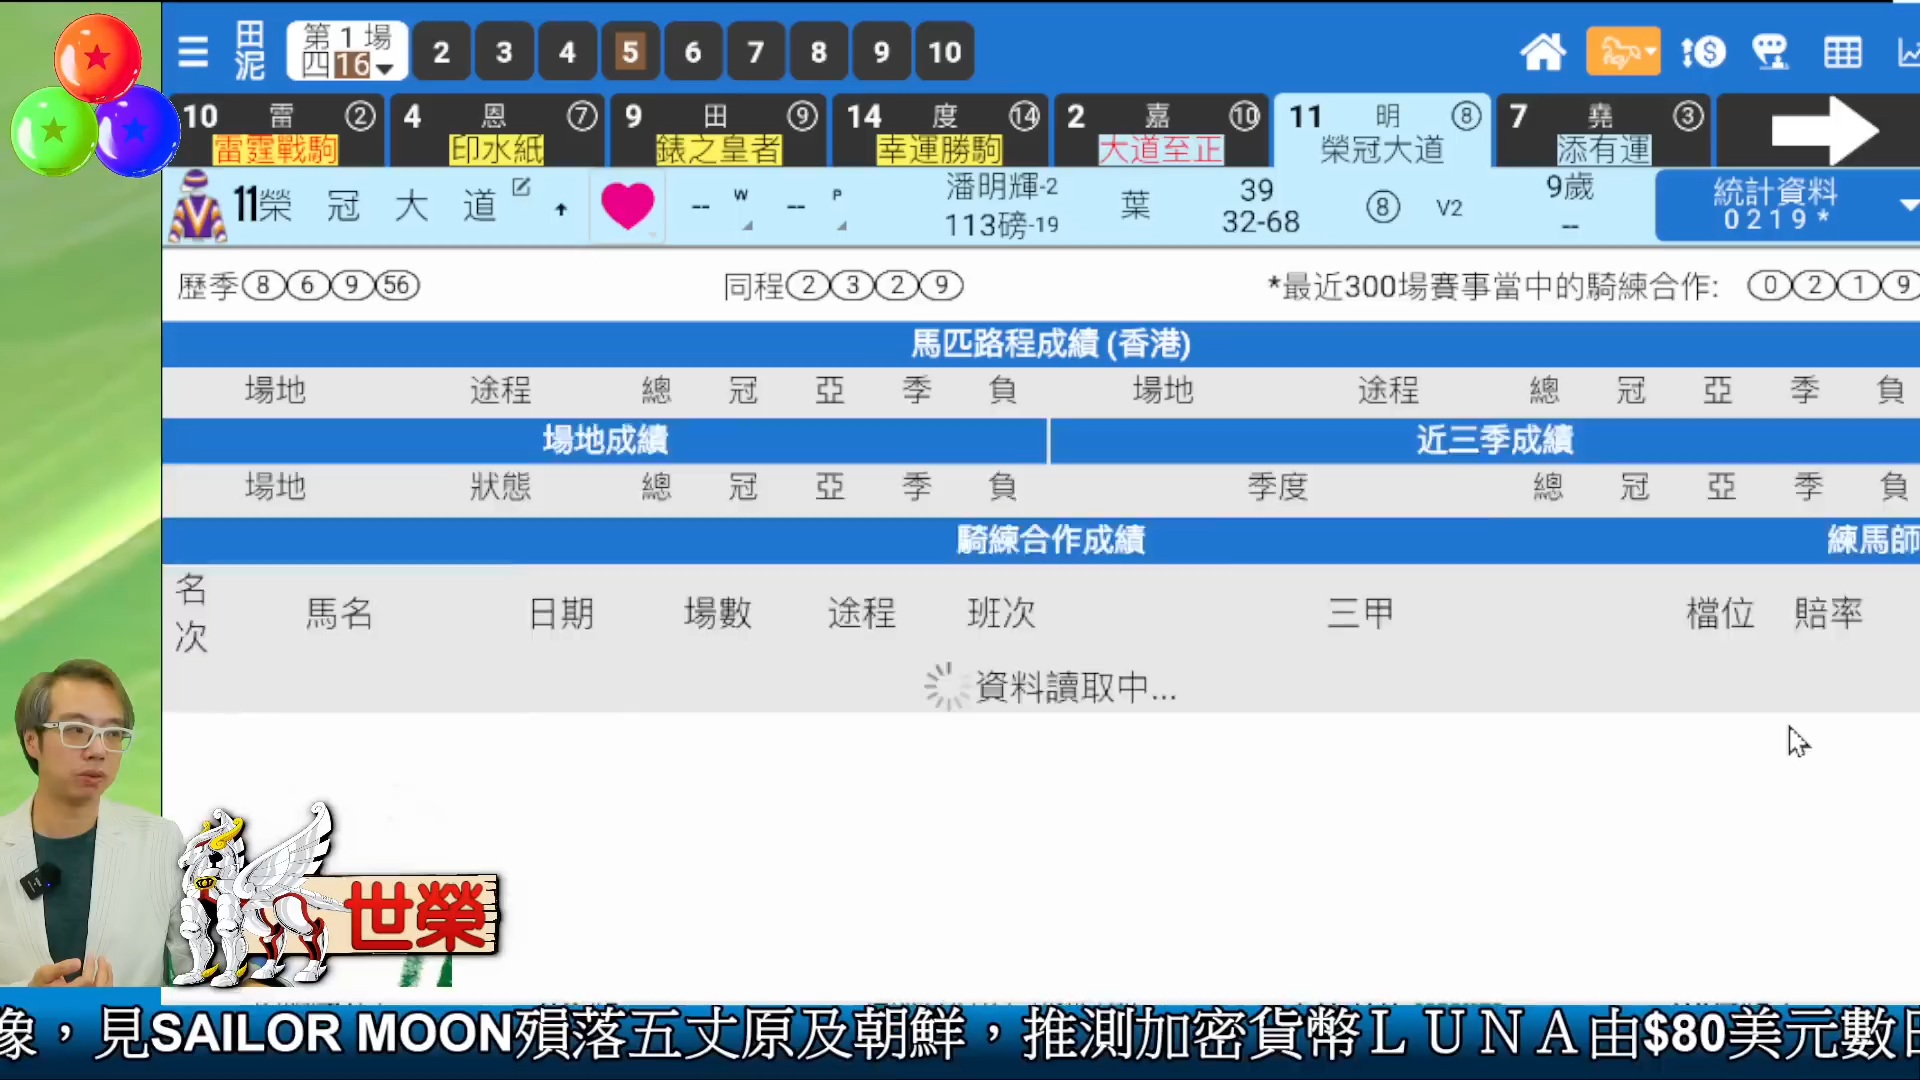 田泥 第1場 四16 2 3 4 5 6 7 8 9 10
10 雷 ② 雷霆戰駒
4 恩 ⑦ 印水紙
9 田 ⑨ 錶之皇者
14 度 ⑭ 幸運勝駒
2 嘉 ⑩ 大道至正
11 明 ⑧ 榮冠大道
7 堯 ③ 添有運
11榮冠大道 -- W -- P 潘明輝-2 113磅-19 葉 39 32-68 ⑧ V2 9歲 -- 統計資料 0219*
歷季 8 6 9 56 同程 2 3 2 9 *最近300場賽事當中的騎練合作: 0 2 1 9
馬匹路程成績 (香港)
場地 途程 總 冠 亞 季 負 場地 途程 總 冠 亞 季 負
場地成績 近三季成績
場地 狀態 總 冠 亞 季 負 季度 總 冠 亞 季 負
騎練合作成績 練馬師
名次 馬名 日期 場數 途程 班次 三甲 檔位 賠率
資料讀取中...
世榮
象，見SAILOR MOON殞落五丈原及朝鮮，推測加密貨幣ＬＵＮＡ由$80美元數日